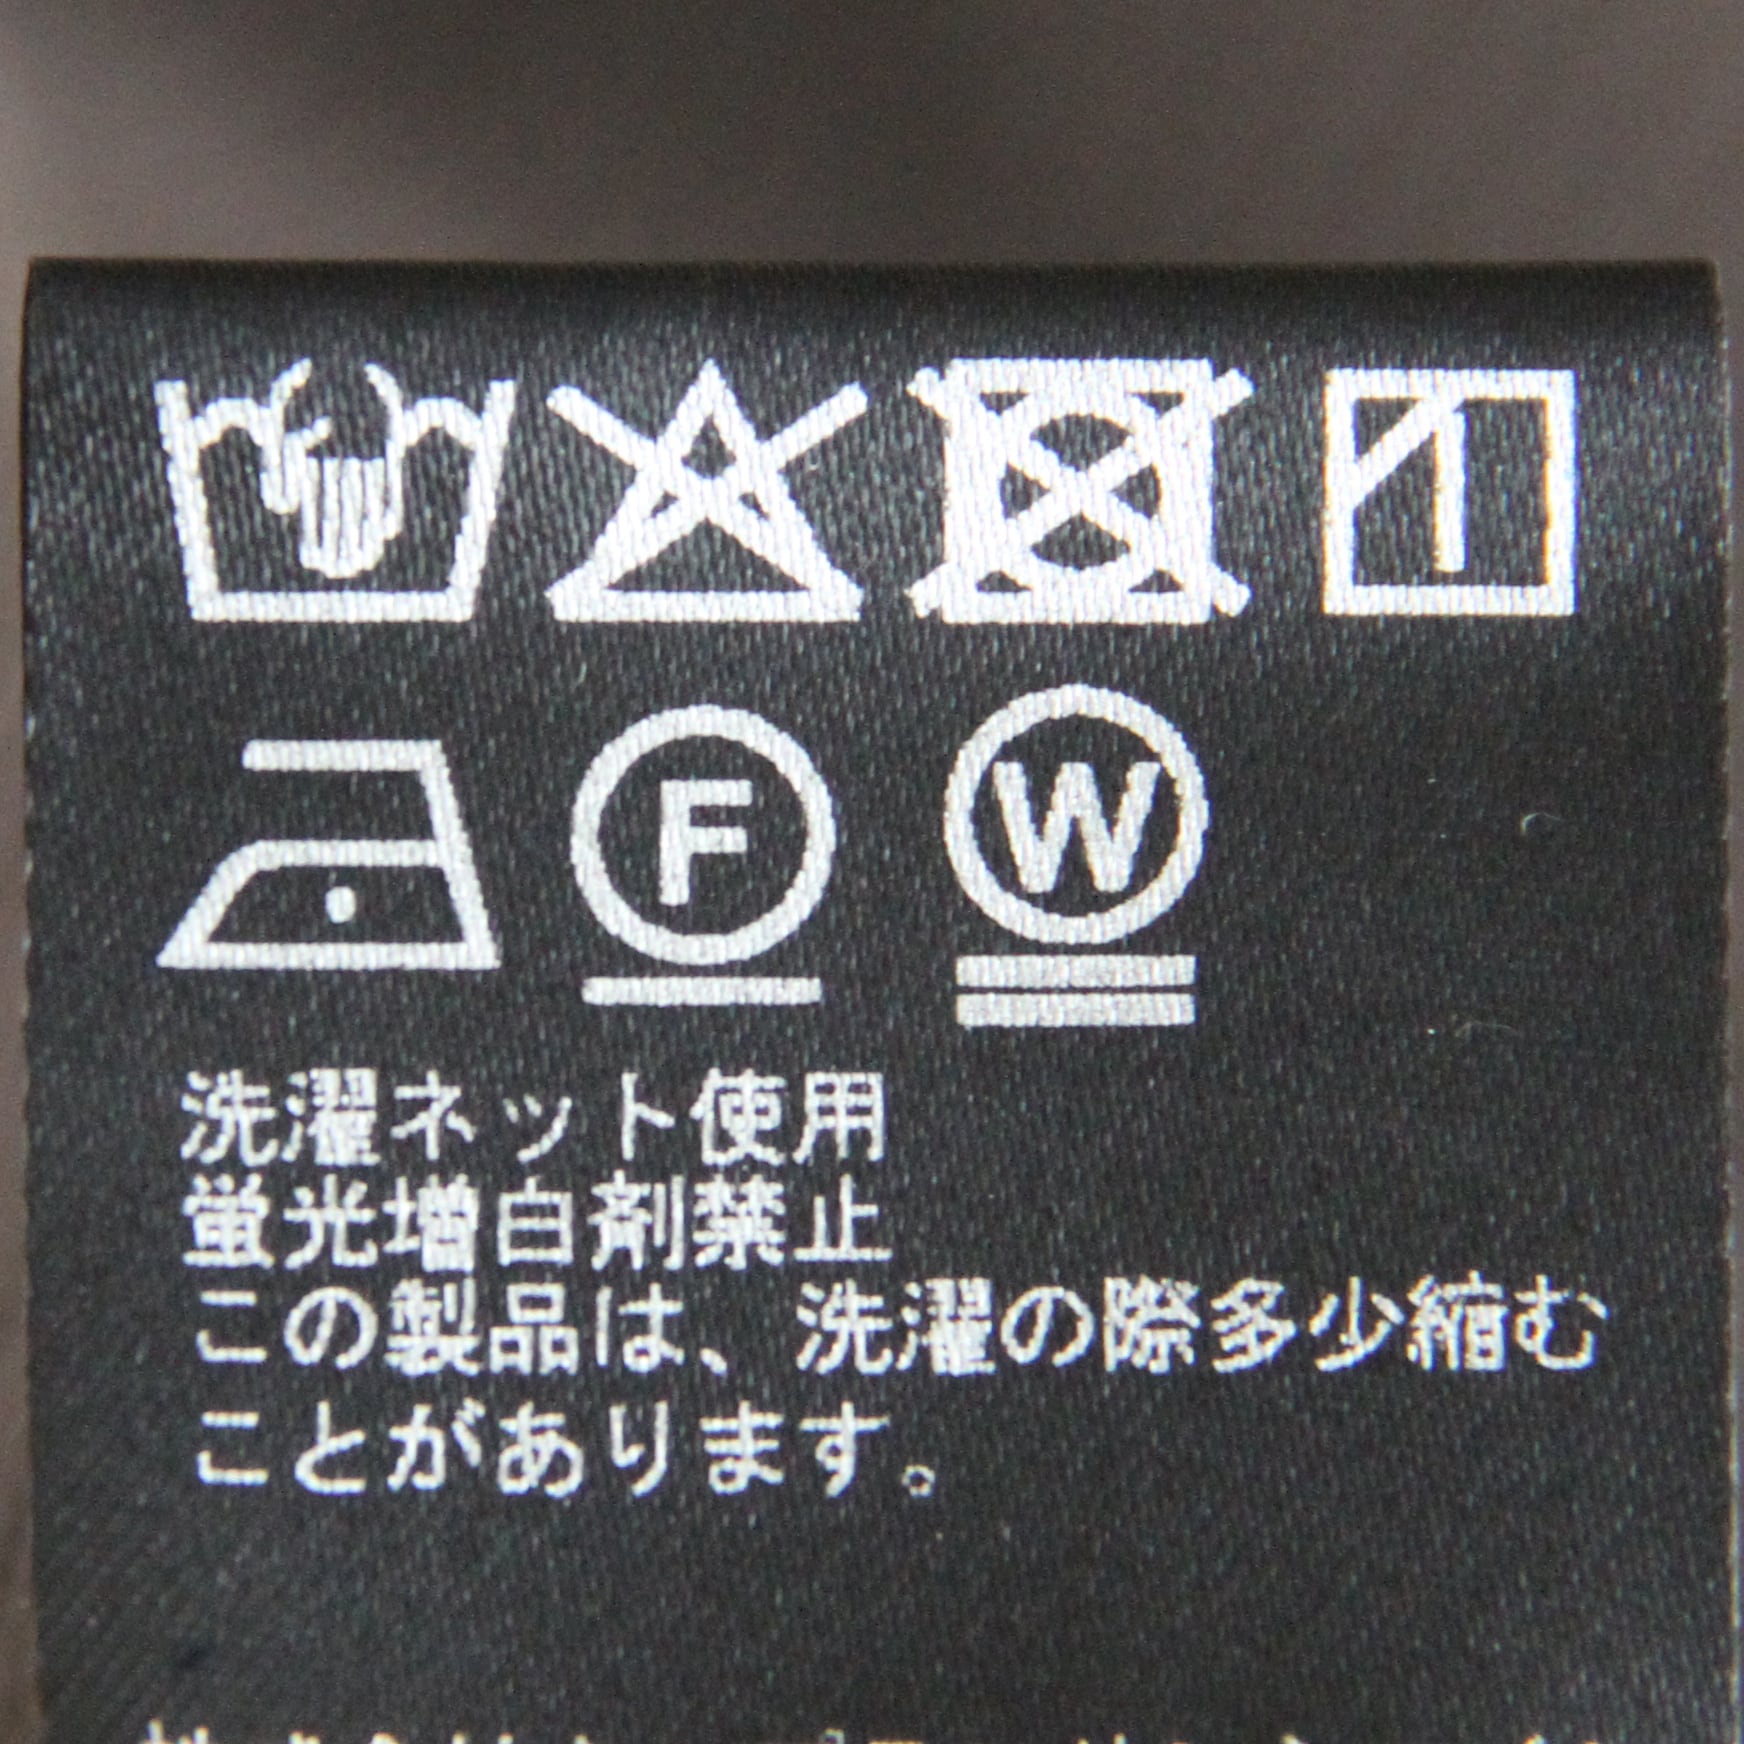 F W
洗濯ネット使用
蛍光増白剤禁止
この製品は、洗濯の際多少縮む
ことがあります。